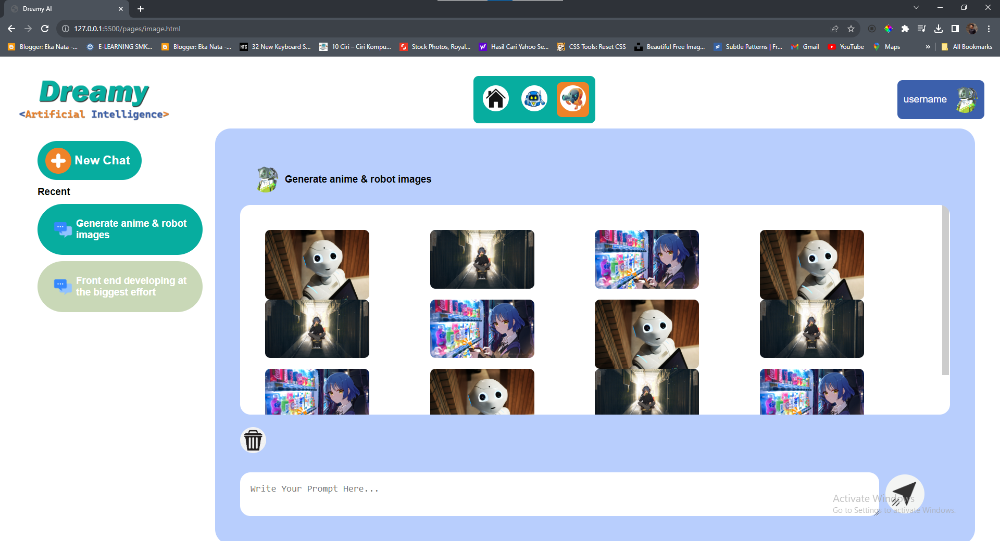 Dreamy AI
127.0.0.1:5500/pages/image.html
Blogger: Eka Nata -...
E-LEARNING SMK...
Blogger: Eka Nata -...
HTG
32 New Keyboard S...
10 Ciri – Ciri Kompu...
Stock Photos, Royal...
y!
Hasil Cari Yahoo Se...
CSS Tools: Reset CSS
Beautiful Free Imag...
Subtle Patterns | Fr...
Gmail
YouTube
Maps
»
All Bookmarks
Dreamy
<Artificial Intelligence>
username
New Chat
Recent
Generate anime & robot
images
Front end developing at
the biggest effort
Generate anime & robot images
Write Your Prompt Here...
Activate Windows
Go to Settings to activate Windows.